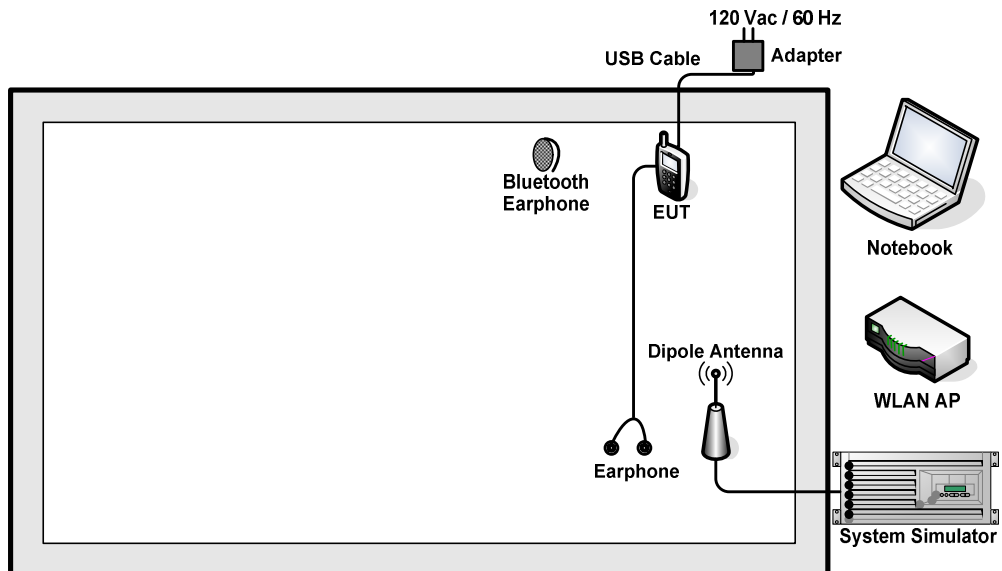 120 Vac / 60 Hz
USB Cable
Adapter
Bluetooth
Earphone
EUT
Notebook
Dipole Antenna
WLAN AP
Earphone
System Simulator